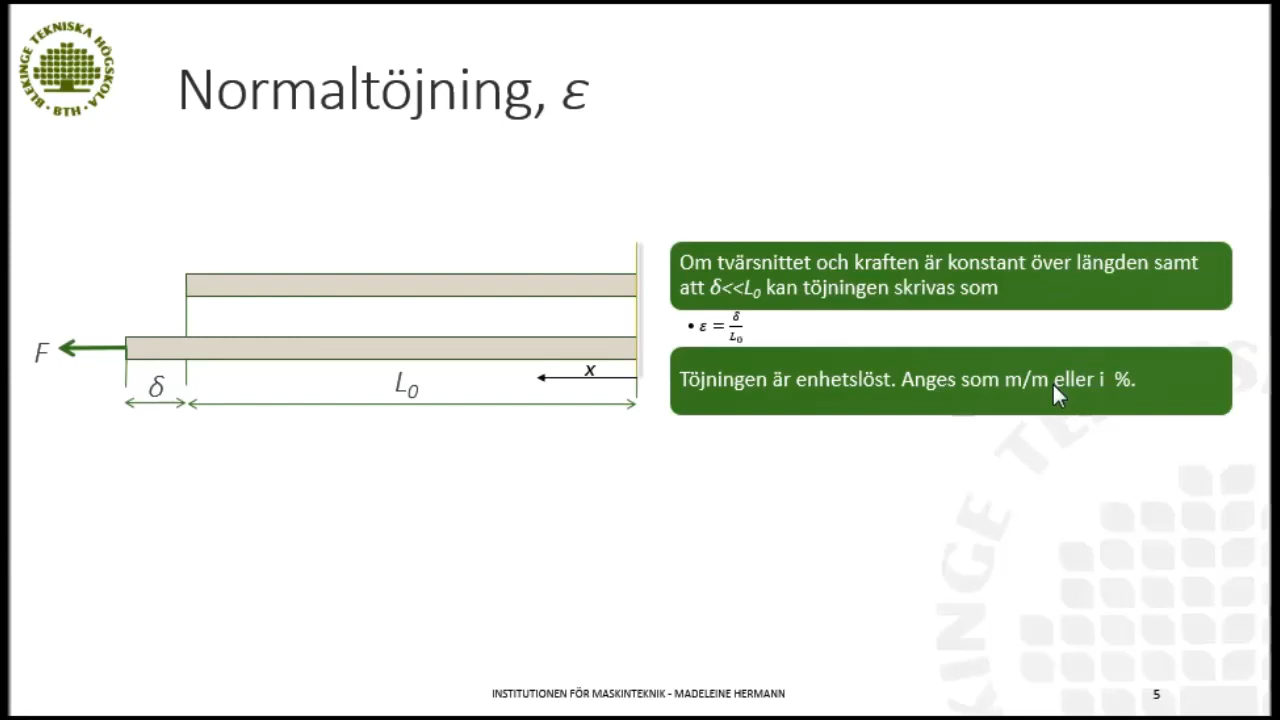 BLEKINGE TEKNISKA HÖGSKOLA · BTH ·
Normaltöjning, ε
Om tvärsnittet och kraften är konstant över längden samt
att δ<<L₀ kan töjningen skrivas som
• ε = δ/L₀
Töjningen är enhetslöst. Anges som m/m eller i %.
F
δ
L₀
x
INSTITUTIONEN FÖR MASKINTEKNIK - MADELEINE HERMANN
5